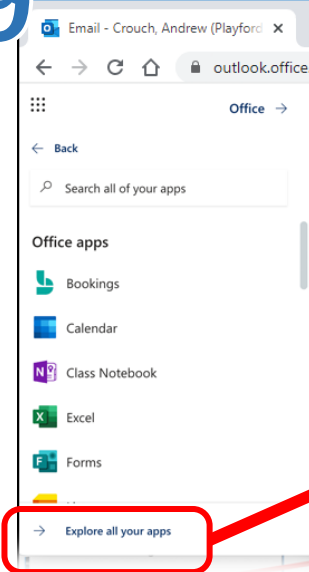 Email - Crouch, Andrew (Playford
outlook.office
Office →
← Back
Search all of your apps
Office apps
Bookings
Calendar
Class Notebook
Excel
Forms
→ Explore all your apps